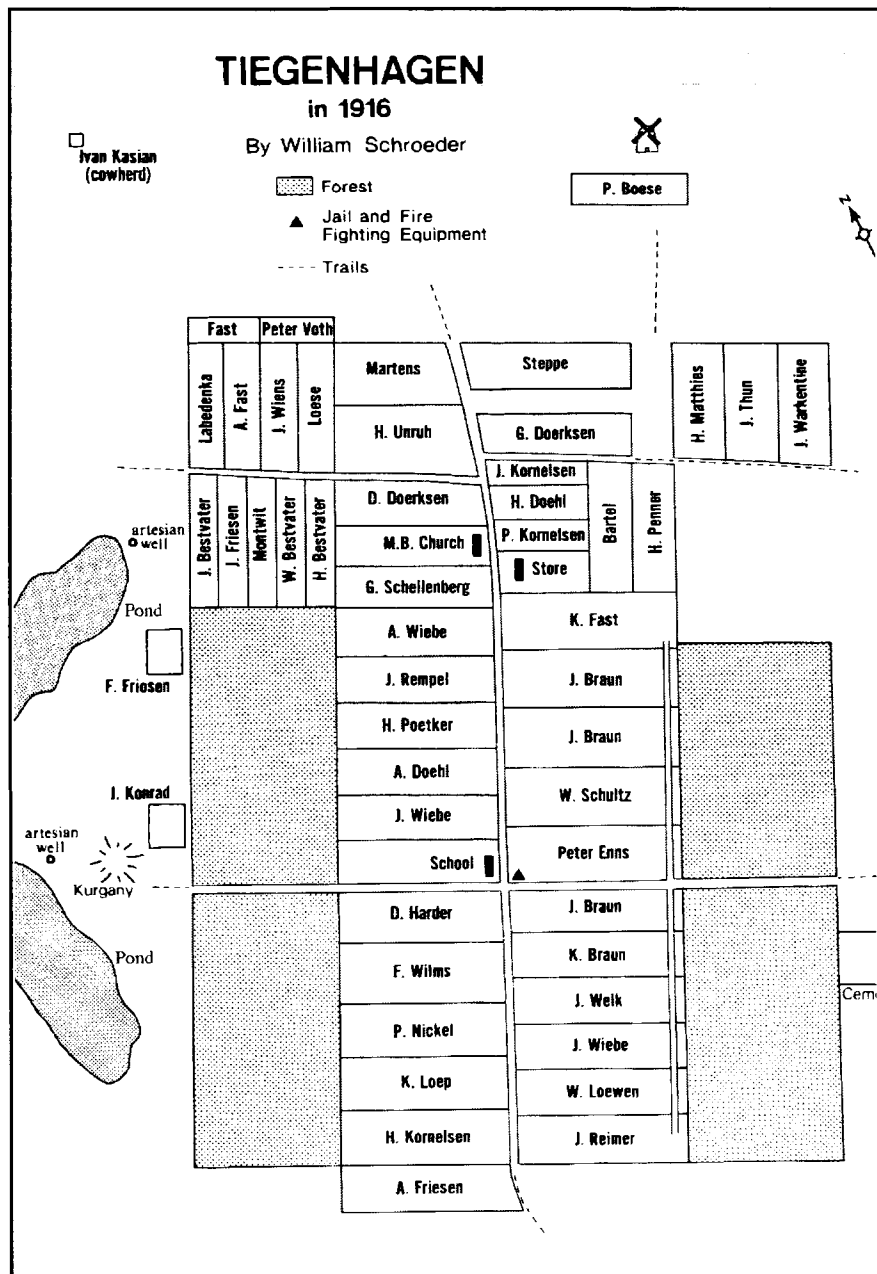 TIEGENHAGEN
in 1916
By William Schroeder
Ivan Kasian
(cowherd)
Forest
Jail and Fire
Fighting Equipment
Trails
P. Boese
N
Fast
Peter Voth
Labedenka
A. Fast
J. Wiens
Loese
Martens
H. Unruh
Steppe
G. Doerksen
H. Matthies
J. Thun
J. Warkentine
J. Bestvater
J. Friesen
Montwit
W. Bestvater
H. Bestvater
D. Doerksen
M.B. Church
G. Schellenberg
J. Kornelsen
H. Doehl
P. Kornelsen
Store
Bartel
H. Penner
artesian
well
Pond
F. Friosen
A. Wiebe
J. Rempel
H. Poetker
A. Doehl
J. Wiebe
School
K. Fast
J. Braun
J. Braun
W. Schultz
Peter Enns
J. Konrad
artesian
well
Kurgany
Pond
D. Harder
F. Wilms
P. Nickel
K. Loep
H. Kornelsen
A. Friesen
J. Braun
K. Braun
J. Welk
J. Wiebe
W. Loewen
J. Reimer